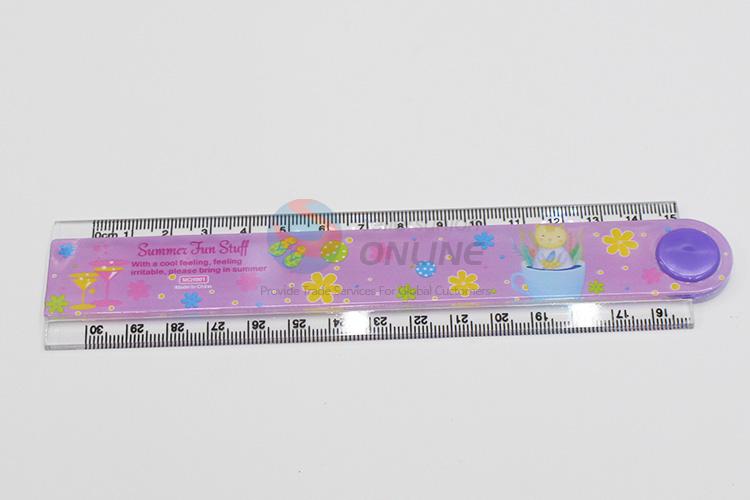 0cm 1 2 3 4 5 6 7 8 9 10 11 12 13 14 15
Summer Fun Stuff
With a cool feeling, feeling
irritable, please bring in summer
Made In China
ONLINE
Provide Trade Services For Global Customers
30 29 28 27 26 25 24 23 22 21 20 19 17 16